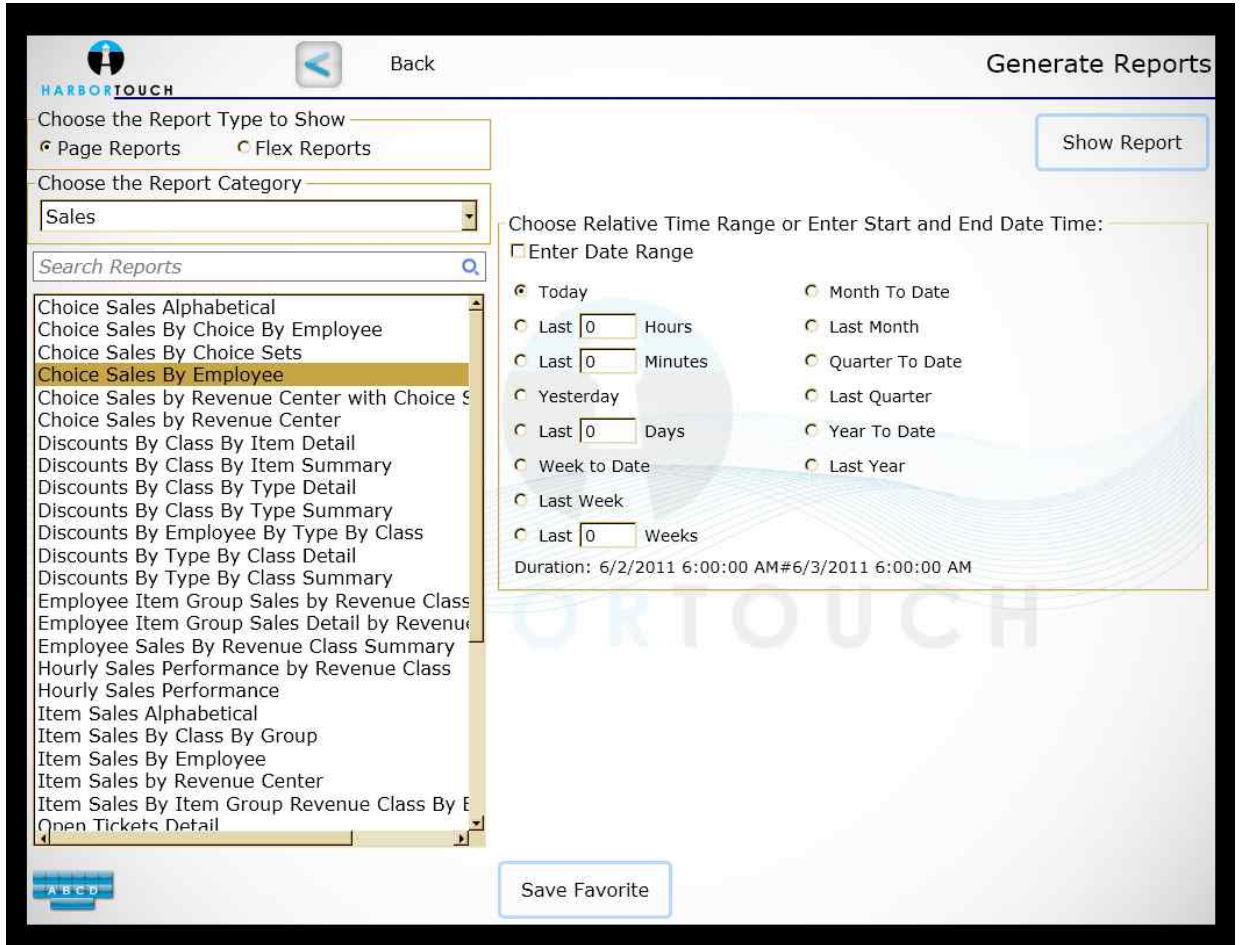 HARBORTOUCH
Back
Generate Reports
Choose the Report Type to Show
Page Reports
Flex Reports
Show Report
Choose the Report Category
Sales
Search Reports
Choice Sales Alphabetical
Choice Sales By Choice By Employee
Choice Sales By Choice Sets
Choice Sales By Employee
Choice Sales by Revenue Center with Choice S
Choice Sales by Revenue Center
Discounts By Class By Item Detail
Discounts By Class By Item Summary
Discounts By Class By Type Detail
Discounts By Class By Type Summary
Discounts By Employee By Type By Class
Discounts By Type By Class Detail
Discounts By Type By Class Summary
Employee Item Group Sales by Revenue Class
Employee Item Group Sales Detail by Revenue
Employee Sales By Revenue Class Summary
Hourly Sales Performance by Revenue Class
Hourly Sales Performance
Item Sales Alphabetical
Item Sales By Class By Group
Item Sales By Employee
Item Sales by Revenue Center
Item Sales By Item Group Revenue Class By E
Open Tickets Detail
Choose Relative Time Range or Enter Start and End Date Time:
Enter Date Range
Today
Last 0 Hours
Last 0 Minutes
Yesterday
Last 0 Days
Week to Date
Last Week
Last 0 Weeks
Month To Date
Last Month
Quarter To Date
Last Quarter
Year To Date
Last Year
Duration: 6/2/2011 6:00:00 AM#6/3/2011 6:00:00 AM
ORTOUCH
ABCD
Save Favorite